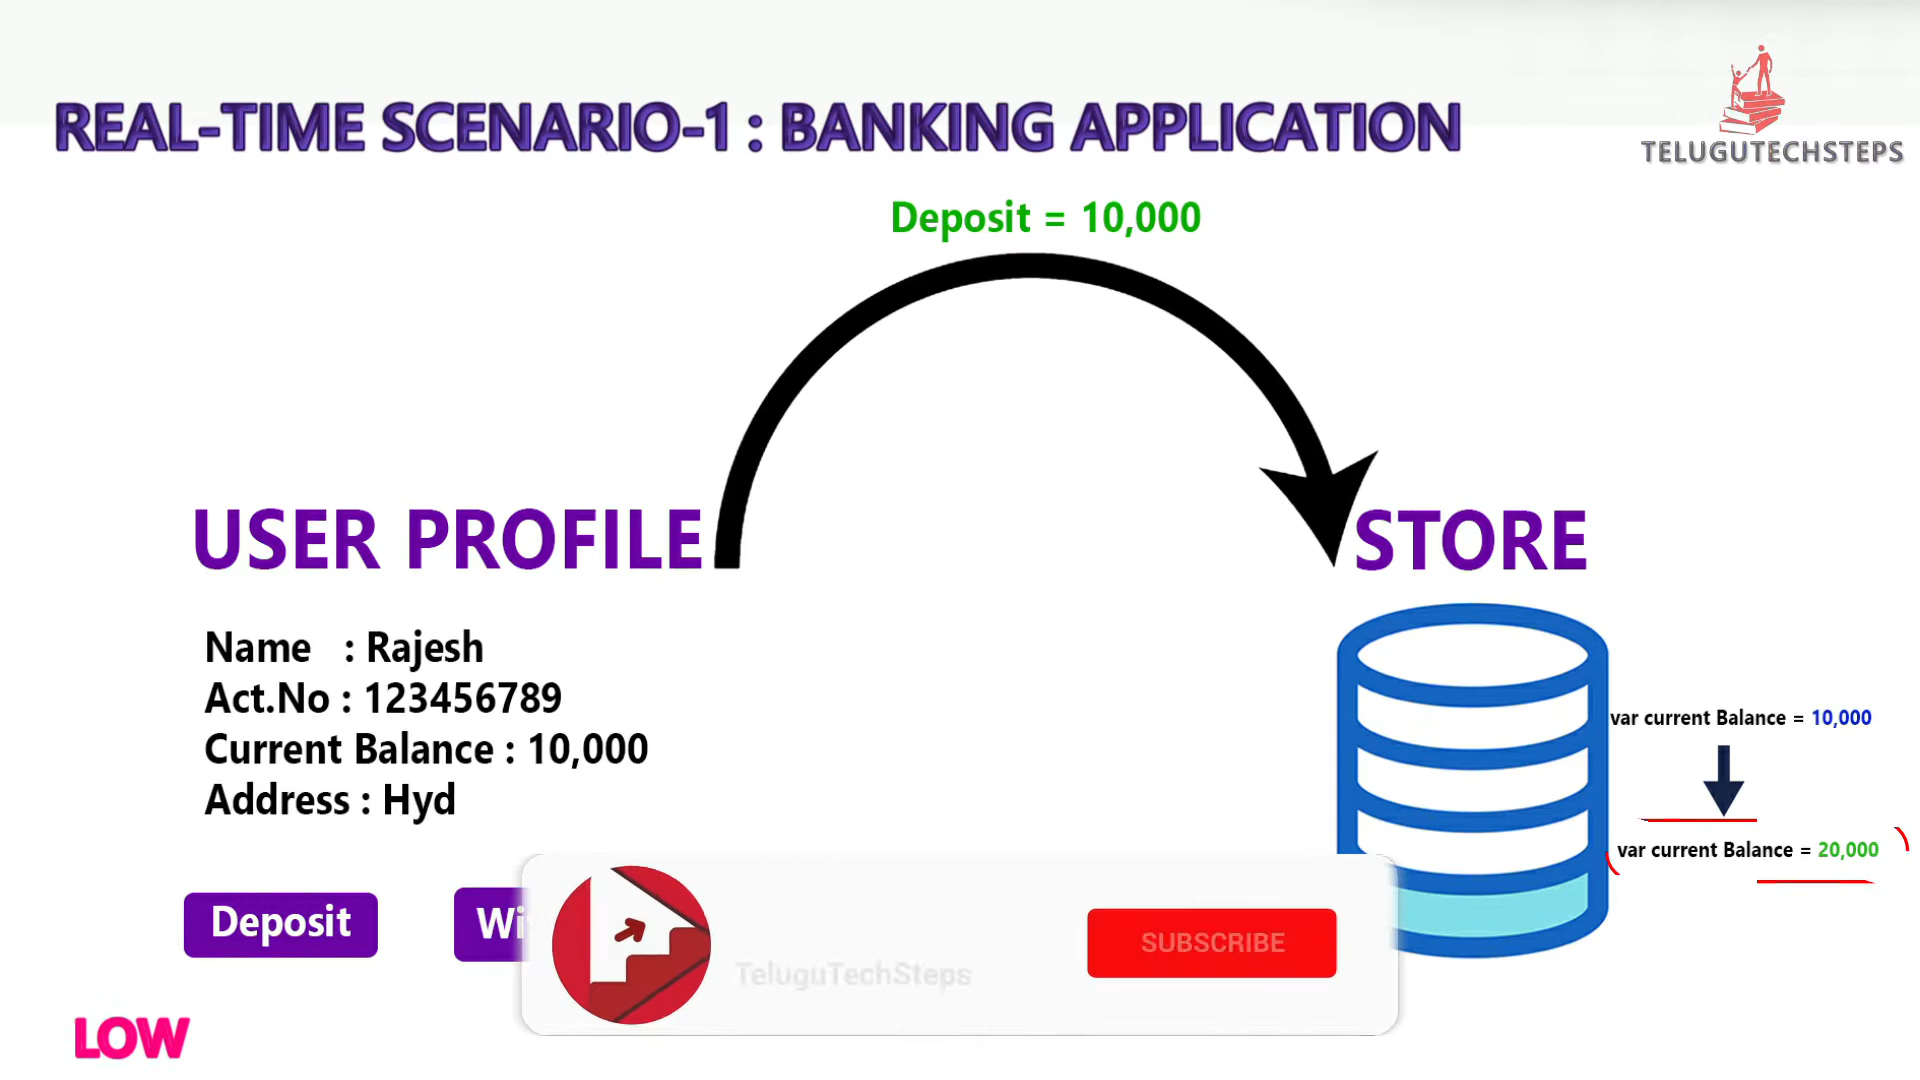 REAL-TIME SCENARIO-1 : BANKING APPLICATION
TELUGUTECHSTEPS
Deposit = 10,000
USER PROFILE
STORE
Name : Rajesh
Act.No : 123456789
Current Balance : 10,000
Address : Hyd
var current Balance = 10,000
var current Balance = 20,000
Deposit
TeluguTechSteps
SUBSCRIBE
LOW